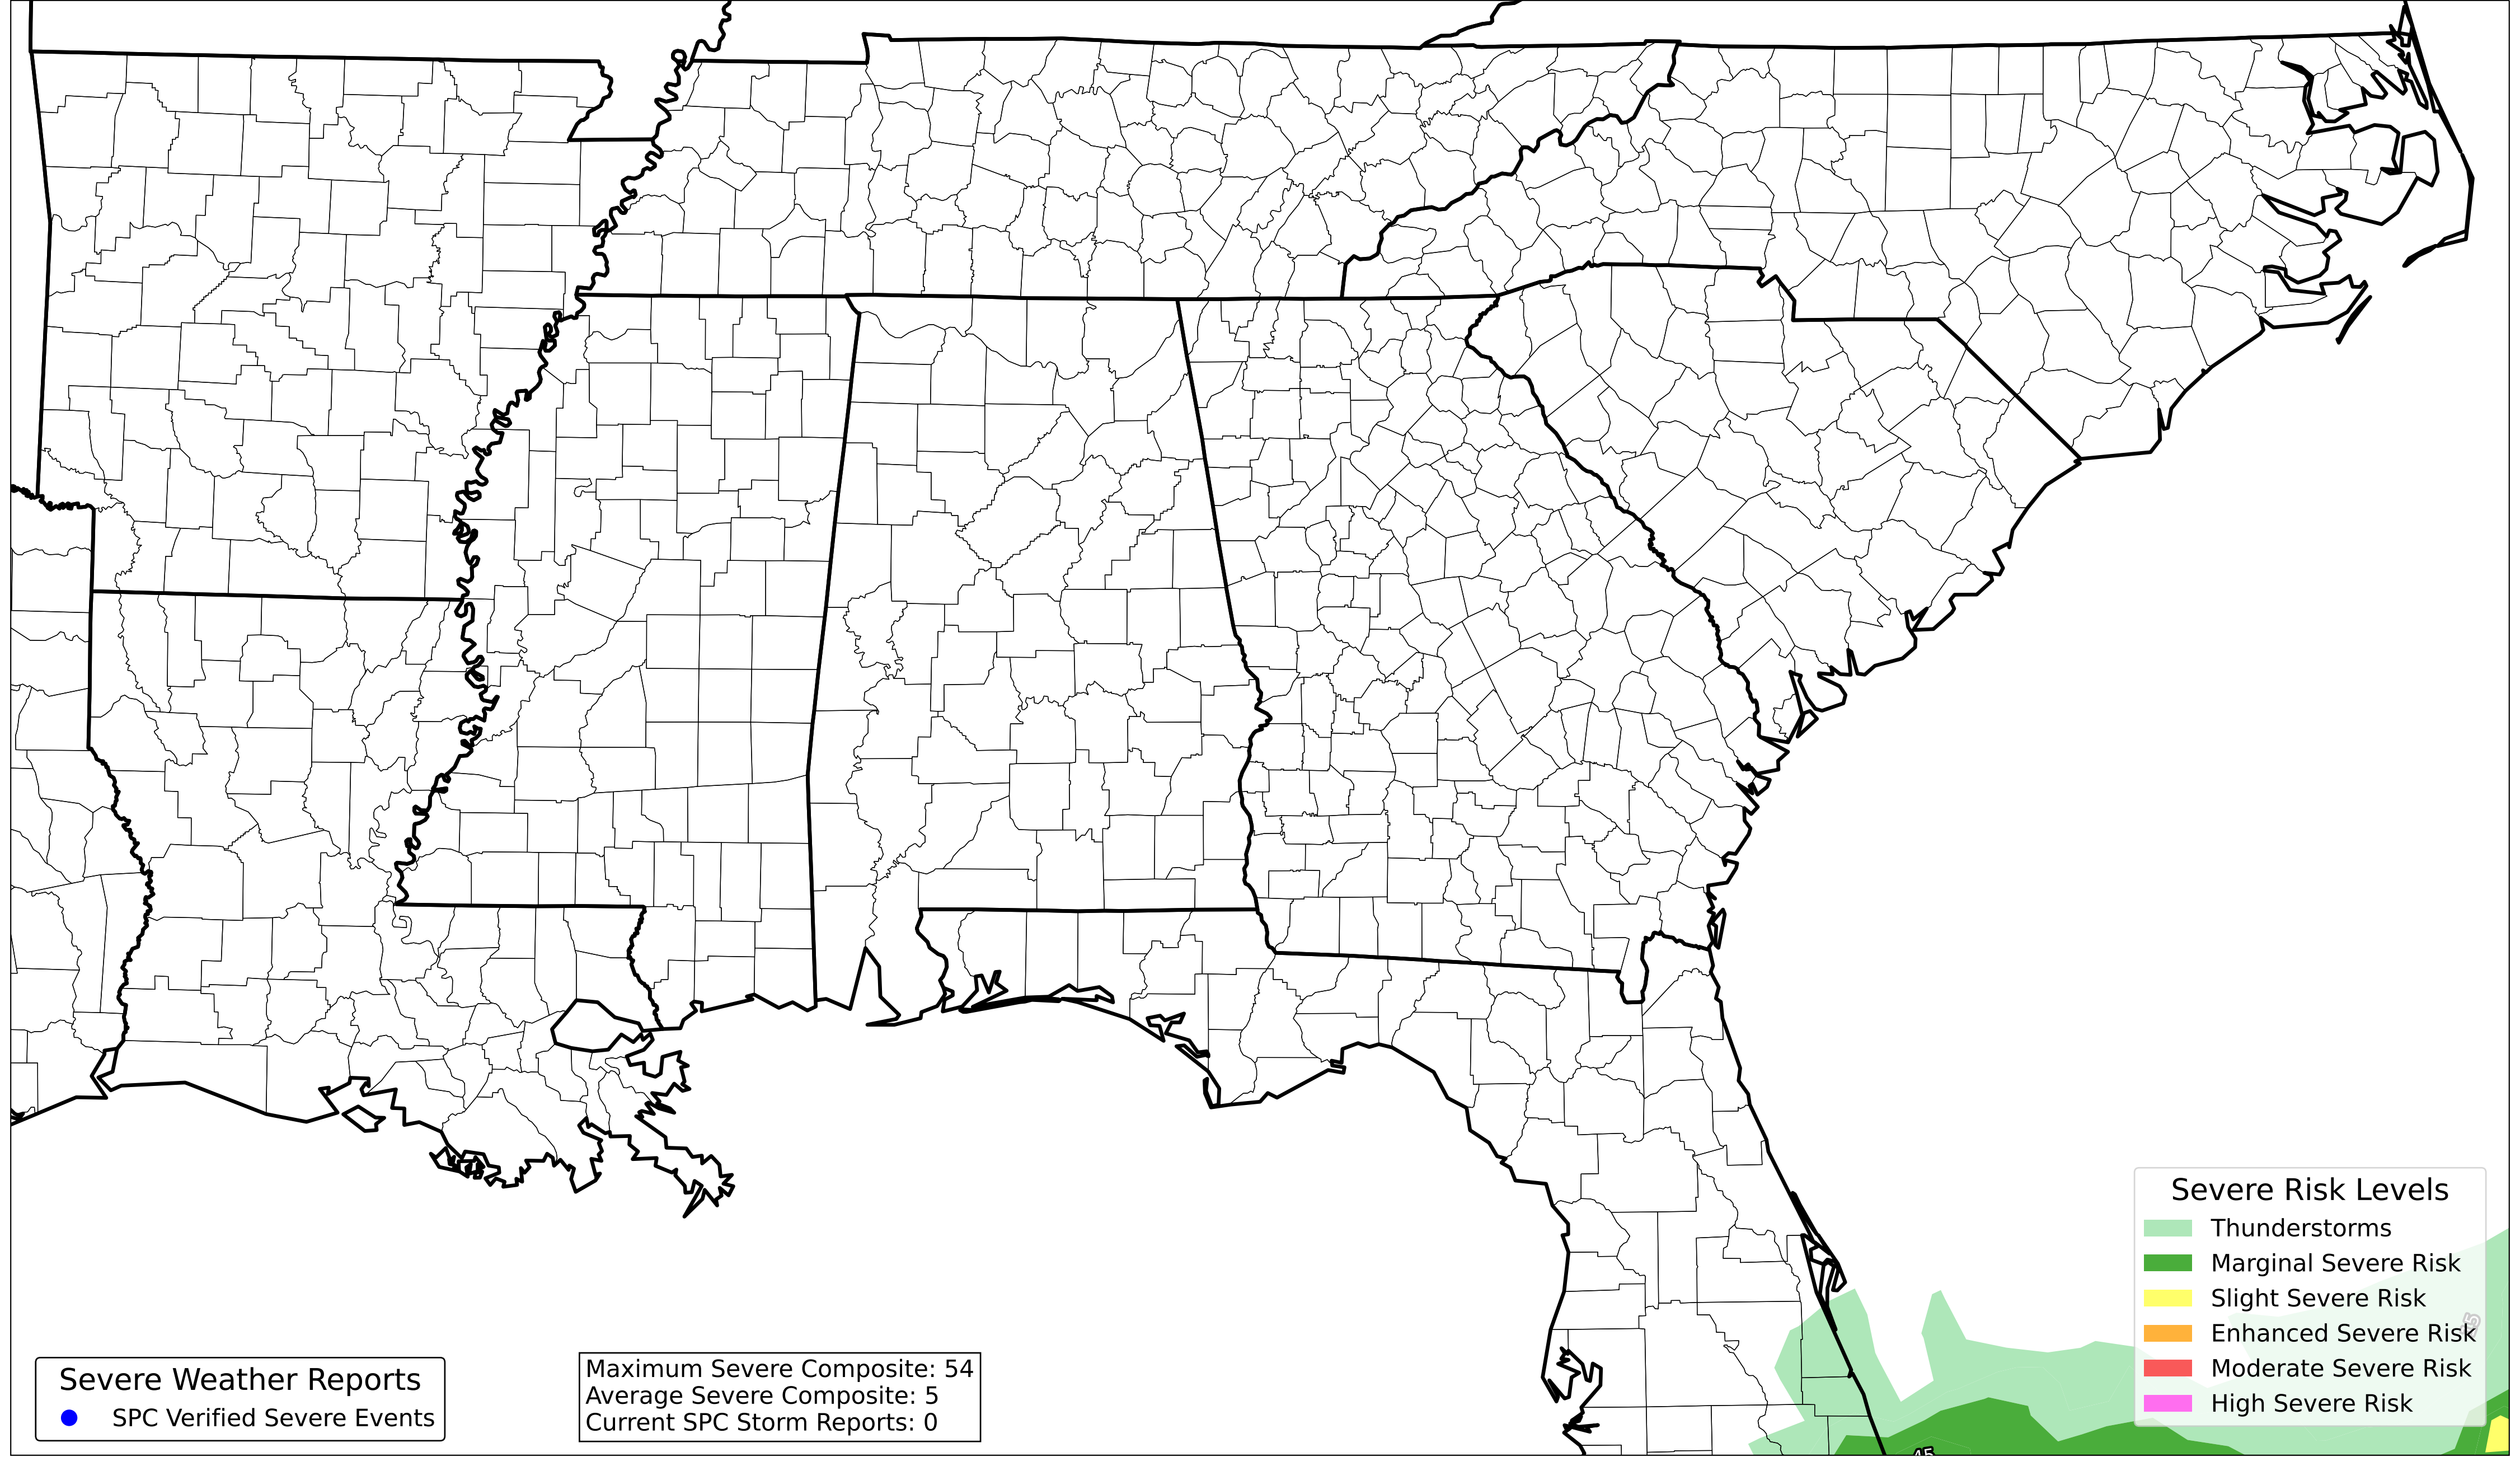 Severe Risk Levels
Thunderstorms
Marginal Severe Risk
Slight Severe Risk
Enhanced Severe Risk
Moderate Severe Risk
High Severe Risk
Severe Weather Reports
SPC Verified Severe Events
Maximum Severe Composite: 54
Average Severe Composite: 5
Current SPC Storm Reports: 0
45